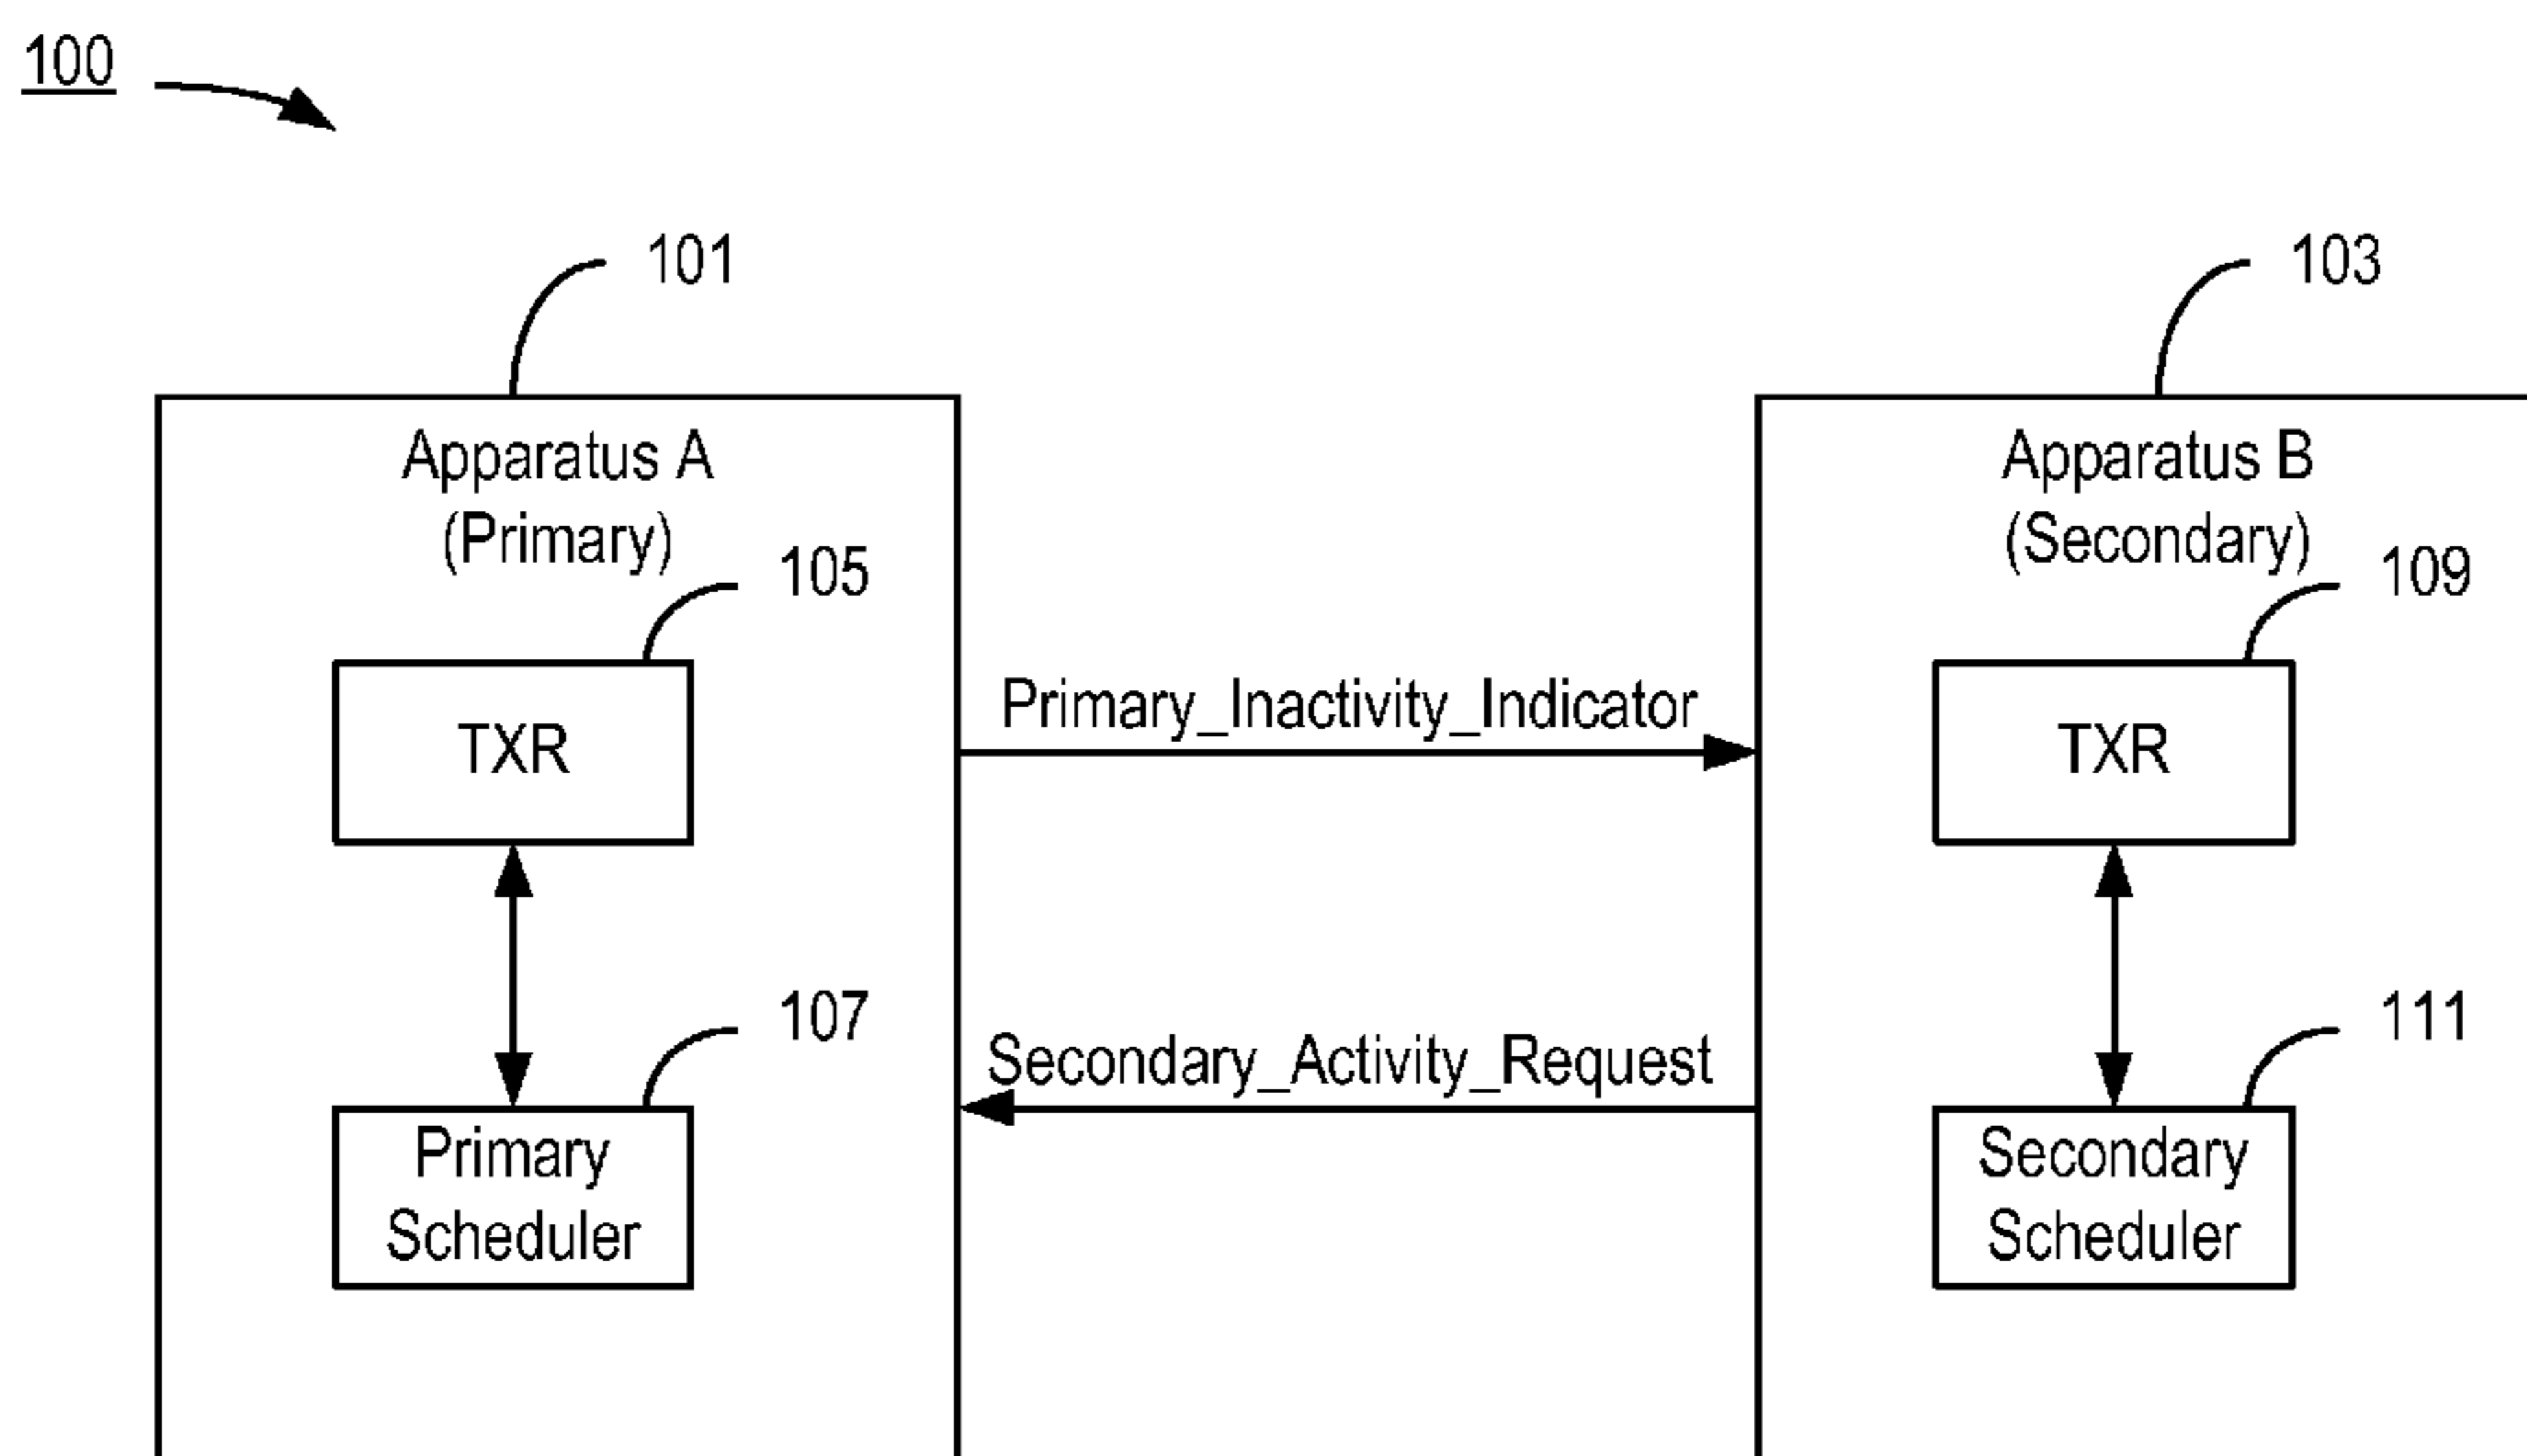 100
101
103
Apparatus A
(Primary)
105
TXR
107
Primary
Scheduler
Primary_Inactivity_Indicator
Secondary_Activity_Request
Apparatus B
(Secondary)
109
TXR
111
Secondary
Scheduler